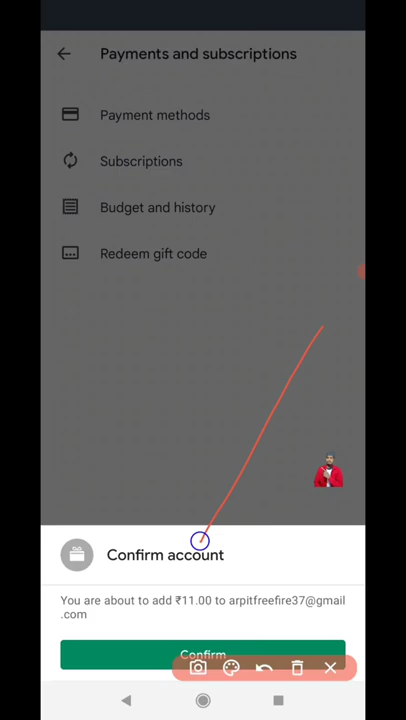 Payments and subscriptions
Payment methods
Subscriptions
Budget and history
Redeem gift code
Confirm account
You are about to add ₹11.00 to arpitfreefire37@gmail
.com
Confirm